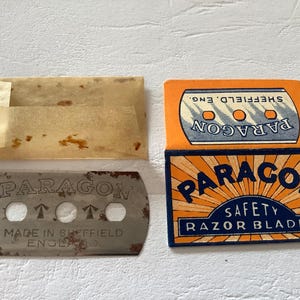 SHEFFIELD. ENG.
PARAGON
PARAGO
SAFETY
RAZOR BLAD
PARAGON
MADE IN SHEFFIELD
ENGLAND